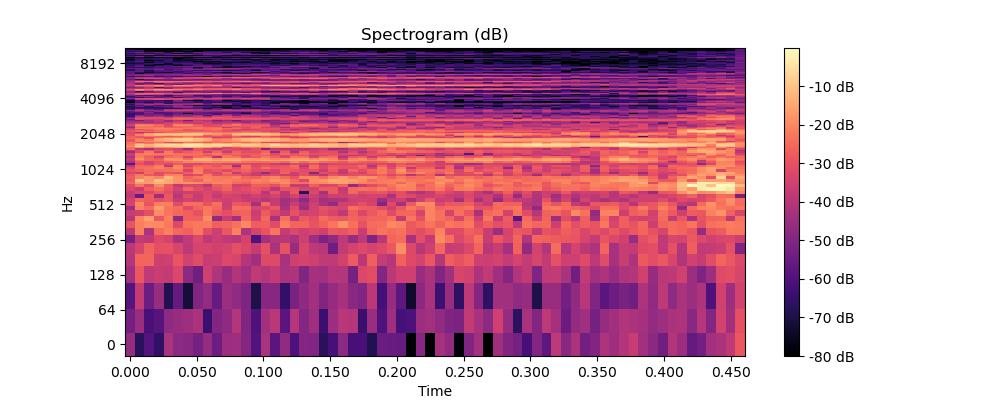 Spectrogram (dB)
Hz
8192
4096
2048
1024
512
256
128
64
0
0.000 0.050 0.100 0.150 0.200 0.250 0.300 0.350 0.400 0.450
Time
-10 dB
-20 dB
-30 dB
-40 dB
-50 dB
-60 dB
-70 dB
-80 dB